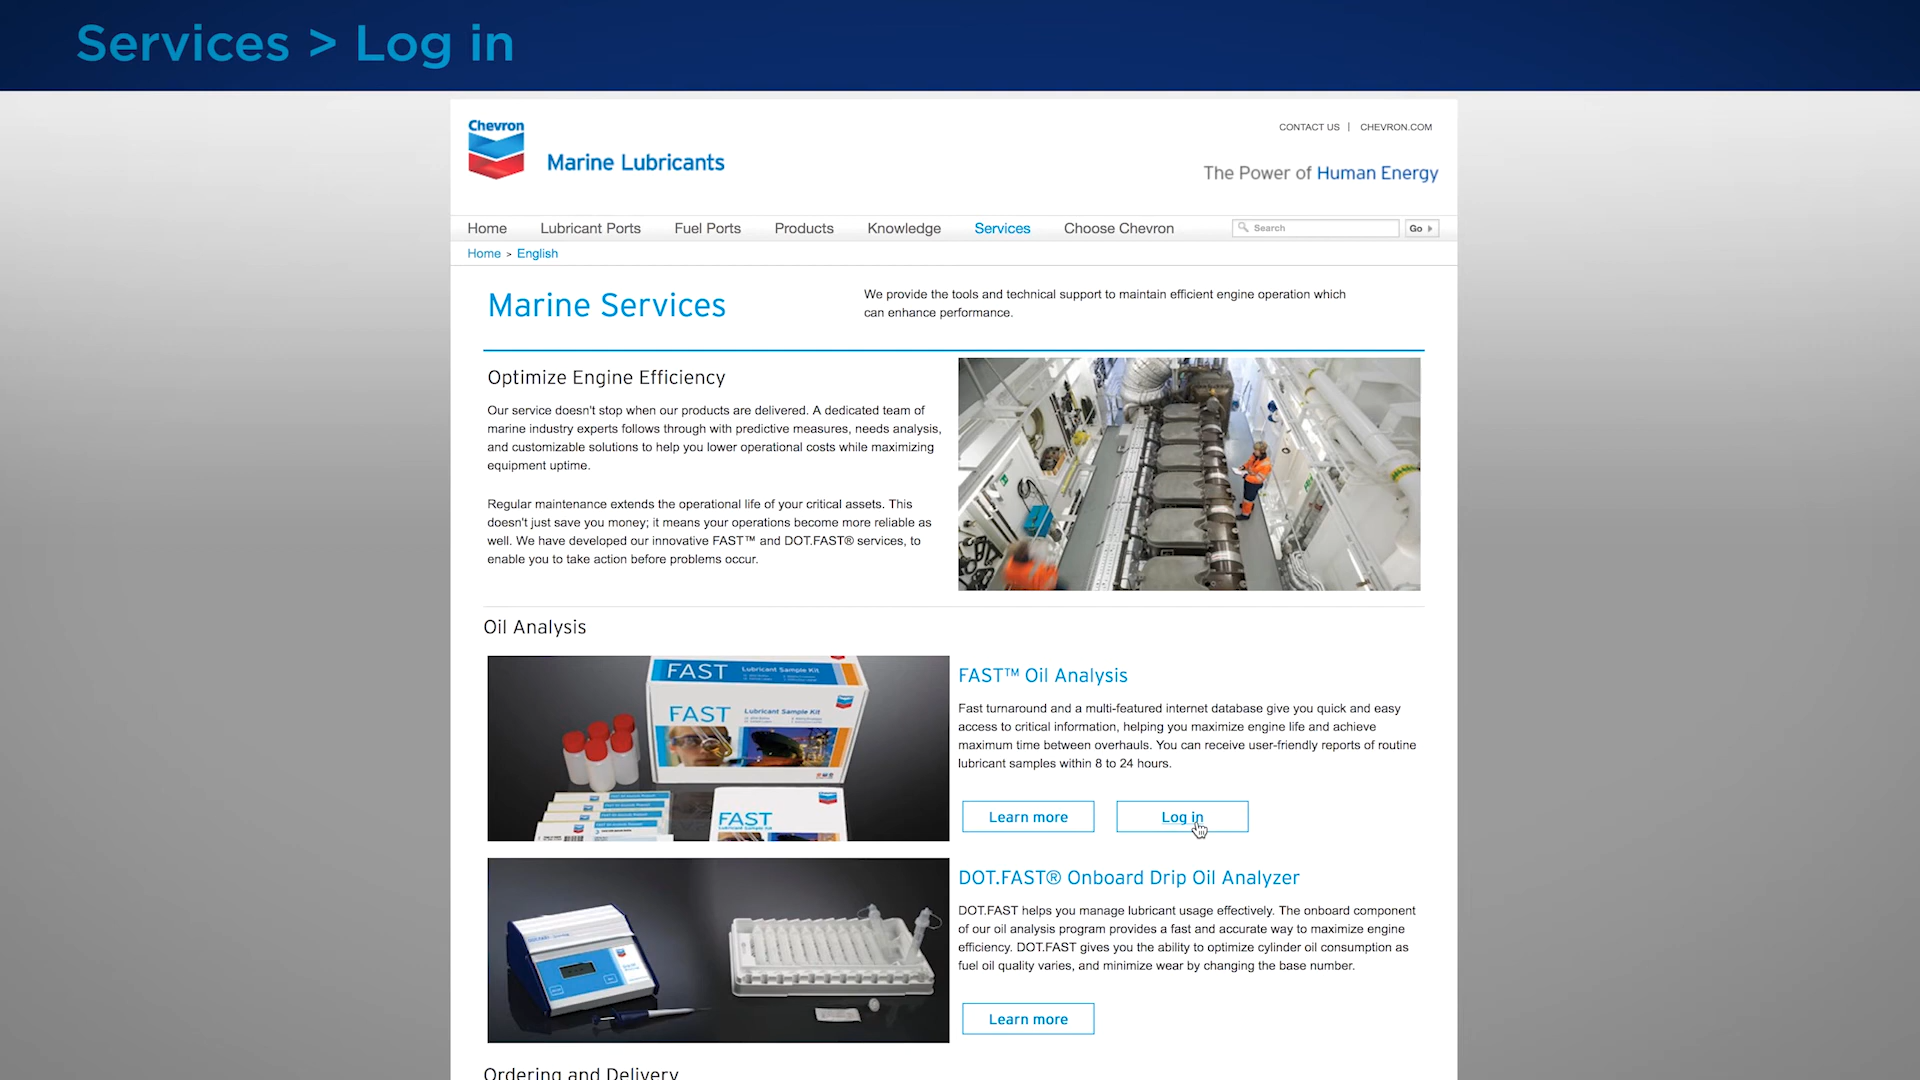 Services > Log in
Chevron
Marine Lubricants
CONTACT US | CHEVRON.COM
The Power of Human Energy
Home Lubricant Ports Fuel Ports Products Knowledge Services Choose Chevron Search Go
Home > English
Marine Services
We provide the tools and technical support to maintain efficient engine operation which
can enhance performance.
Optimize Engine Efficiency
Our service doesn't stop when our products are delivered. A dedicated team of
marine industry experts follows through with predictive measures, needs analysis,
and customizable solutions to help you lower operational costs while maximizing
equipment uptime.
Regular maintenance extends the operational life of your critical assets. This
doesn't just save you money; it means your operations become more reliable as
well. We have developed our innovative FAST™ and DOT.FAST® services, to
enable you to take action before problems occur.
Oil Analysis
FAST Lubricant Sample Kit
FAST Lubricant Sample Kit
FAST
Lubricant Sample Kit
FAST™ Oil Analysis
Fast turnaround and a multi-featured internet database give you quick and easy
access to critical information, helping you maximize engine life and achieve
maximum time between overhauls. You can receive user-friendly reports of routine
lubricant samples within 8 to 24 hours.
Learn more Log in
DOT.FAST® Onboard Drip Oil Analyzer
DOT.FAST helps you manage lubricant usage effectively. The onboard component
of our oil analysis program provides a fast and accurate way to maximize engine
efficiency. DOT.FAST gives you the ability to optimize cylinder oil consumption as
fuel oil quality varies, and minimize wear by changing the base number.
Learn more
Ordering and Delivery